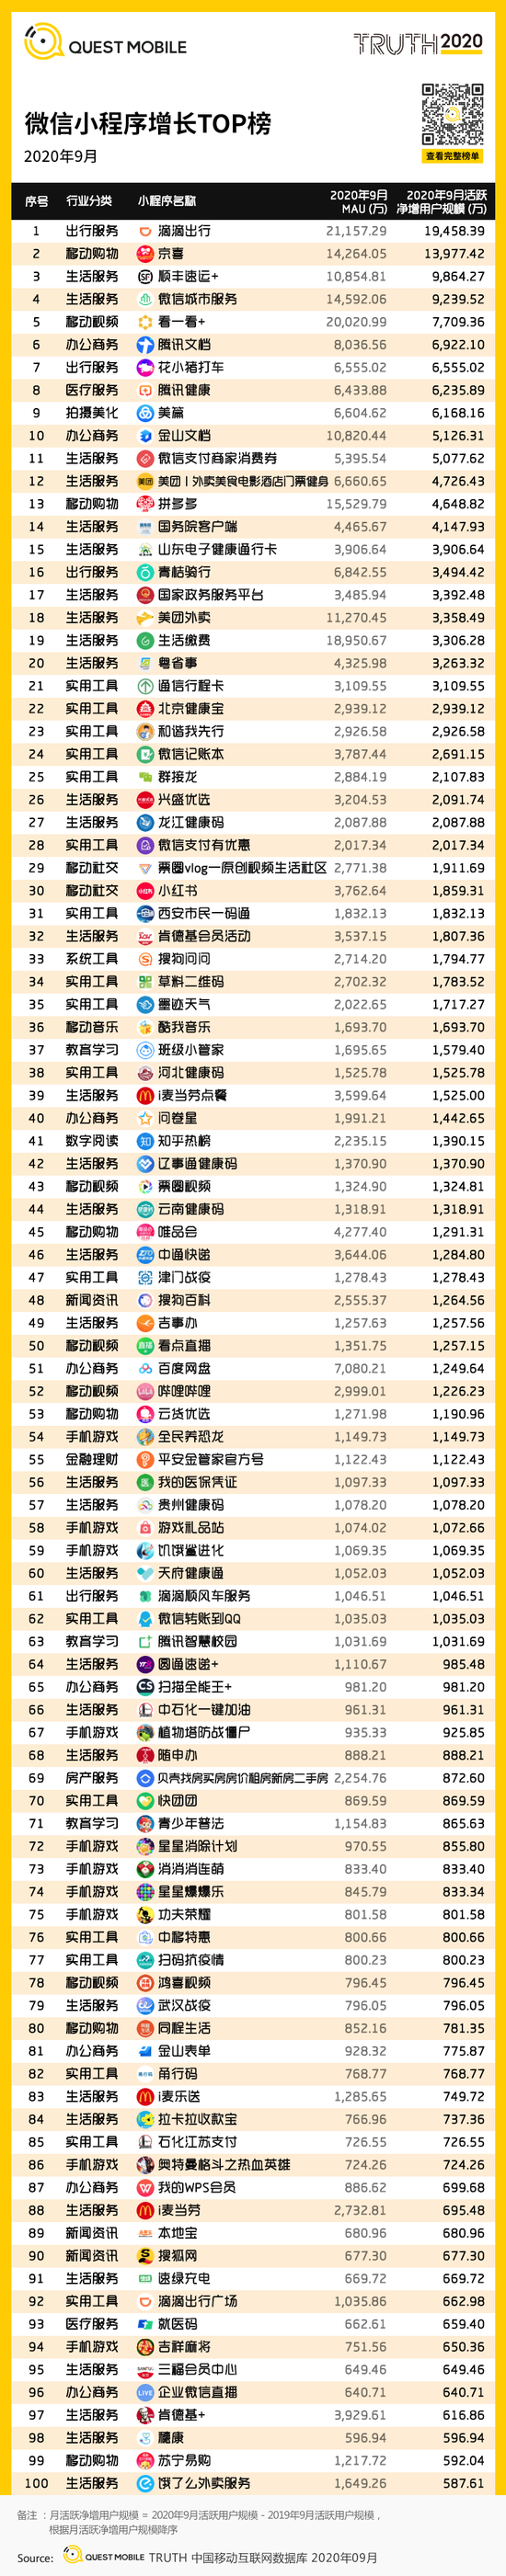 QUEST MOBILE
TRUTH 2020
微信小程序增长TOP榜
2020年9月
查看完整榜单
序号 行业分类 小程序名称 2020年9月 MAU (万) 2020年9月活跃净增用户规模 (万)
1 出行服务 滴滴出行 21,157.29 19,458.39
2 移动购物 京喜 14,264.05 13,977.42
3 生活服务 顺丰速运+ 10,854.81 9,864.27
4 生活服务 微信城市服务 14,592.06 9,239.52
5 移动视频 看一看+ 20,020.99 7,709.36
6 办公商务 腾讯文档 8,036.56 6,922.10
7 出行服务 花小猪打车 6,555.02 6,555.02
8 医疗服务 腾讯健康 6,433.88 6,235.89
9 拍摄美化 美篇 6,604.62 6,168.16
10 办公商务 金山文档 10,820.44 5,126.31
11 生活服务 微信支付商家消费券 5,395.54 5,077.62
12 生活服务 美团丨外卖美食电影酒店门票健身 6,660.65 4,726.43
13 移动购物 拼多多 15,529.79 4,648.82
14 生活服务 国务院客户端 4,465.67 4,147.93
15 生活服务 山东电子健康通行卡 3,906.64 3,906.64
16 出行服务 青桔骑行 6,842.55 3,494.42
17 生活服务 国家政务服务平台 3,485.94 3,392.48
18 生活服务 美团外卖 11,270.45 3,358.49
19 生活服务 生活缴费 18,950.67 3,306.28
20 生活服务 粤省事 4,325.98 3,263.32
21 实用工具 通信行程卡 3,109.55 3,109.55
22 实用工具 北京健康宝 2,939.12 2,939.12
23 实用工具 和谐我先行 2,926.58 2,926.58
24 实用工具 微信记账本 3,787.44 2,691.15
25 实用工具 群接龙 2,884.19 2,107.83
26 生活服务 兴盛优选 3,204.53 2,091.74
27 生活服务 龙江健康码 2,087.88 2,087.88
28 实用工具 微信支付有优惠 2,017.34 2,017.34
29 移动社交 票圈vlog一原创视频生活社区 2,771.38 1,911.69
30 移动社交 小红书 3,762.64 1,859.31
31 实用工具 西安市民一码通 1,832.13 1,832.13
32 生活服务 肯德基会员活动 3,537.15 1,807.36
33 系统工具 搜狗问问 2,714.20 1,794.77
34 实用工具 草料二维码 2,702.32 1,783.52
35 实用工具 墨迹天气 2,022.65 1,717.27
36 移动音乐 酷我音乐 1,693.70 1,693.70
37 教育学习 班级小管家 1,695.65 1,579.40
38 实用工具 河北健康码 1,525.78 1,525.78
39 生活服务 i麦当劳点餐 3,599.64 1,525.00
40 办公商务 问卷星 1,991.21 1,442.65
41 数字阅读 知乎热榜 2,235.15 1,390.15
42 生活服务 辽事通健康码 1,370.90 1,370.90
43 移动视频 票圈视频 1,324.90 1,324.81
44 生活服务 云南健康码 1,318.91 1,318.91
45 移动购物 唯品会 4,277.40 1,291.31
46 生活服务 中通快递 3,644.06 1,284.80
47 实用工具 津门战疫 1,278.43 1,278.43
48 新闻资讯 搜狗百科 2,555.37 1,264.56
49 生活服务 吉事办 1,257.63 1,257.56
50 移动视频 看点直播 1,351.75 1,257.15
51 办公商务 百度网盘 7,080.21 1,249.64
52 移动视频 哔哩哔哩 2,999.01 1,226.23
53 移动购物 云货优选 1,271.98 1,190.96
54 手机游戏 全民养恐龙 1,149.73 1,149.73
55 金融理财 平安金管家官方号 1,122.43 1,122.43
56 生活服务 我的医保凭证 1,097.33 1,097.33
57 生活服务 贵州健康码 1,078.20 1,078.20
58 手机游戏 游戏礼品站 1,074.02 1,072.66
59 手机游戏 饥饿鲨进化 1,069.35 1,069.35
60 生活服务 天府健康通 1,052.03 1,052.03
61 出行服务 滴滴顺风车服务 1,046.51 1,046.51
62 实用工具 微信转账到QQ 1,035.03 1,035.03
63 教育学习 腾讯智慧校园 1,031.69 1,031.69
64 生活服务 圆通速递+ 1,110.67 985.48
65 办公商务 扫描全能王+ 981.20 981.20
66 生活服务 中石化一键加油 961.31 961.31
67 手机游戏 植物塔防战僵尸 935.33 925.85
68 生活服务 随申办 888.21 888.21
69 房产服务 贝壳找房买房房价租房新房二手房 2,254.76 872.60
70 实用工具 快团团 869.59 869.59
71 教育学习 青少年普法 1,154.83 865.63
72 手机游戏 星星消除计划 970.55 855.80
73 手机游戏 消消消连萌 833.40 833.40
74 手机游戏 星星爆爆乐 845.79 833.34
75 手机游戏 功夫荣耀 801.58 801.58
76 实用工具 中移特惠 800.66 800.66
77 实用工具 扫码抗疫情 800.23 800.23
78 移动视频 鸿喜视频 796.45 796.45
79 生活服务 武汉战疫 796.05 796.05
80 移动购物 同程生活 852.16 781.35
81 办公商务 金山表单 928.32 775.87
82 实用工具 甬行码 768.77 768.77
83 生活服务 i麦乐送 1,285.65 749.72
84 生活服务 拉卡拉收款宝 766.96 737.36
85 实用工具 石化江苏支付 726.55 726.55
86 手机游戏 奥特曼格斗之热血英雄 724.26 724.26
87 办公商务 我的WPS会员 886.62 699.68
88 生活服务 i麦当劳 2,732.81 695.48
89 新闻资讯 本地宝 680.96 680.96
90 新闻资讯 搜狐网 677.30 677.30
91 生活服务 速绿充电 669.72 669.72
92 实用工具 滴滴出行广场 1,035.86 662.98
93 医疗服务 就医码 662.61 659.40
94 手机游戏 吉祥麻将 751.56 650.36
95 生活服务 三福会员中心 649.46 649.46
96 办公商务 企业微信直播 640.71 640.71
97 生活服务 肯德基+ 3,929.61 616.86
98 生活服务 穗康 596.94 596.94
99 移动购物 苏宁易购 1,217.72 592.04
100 生活服务 饿了么外卖服务 1,649.26 587.61
备注：月活跃净增用户规模 = 2020年9月活跃用户规模 - 2019年9月活跃用户规模，
根据月活跃净增用户规模降序
Source: QUEST MOBILE TRUTH 中国移动互联网数据库 2020年09月